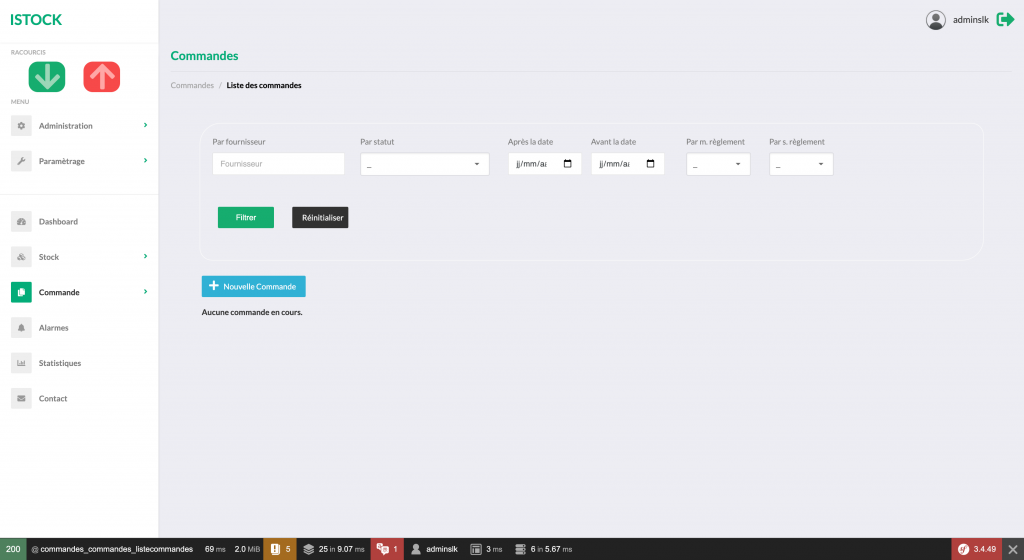 ISTOCK
adminslk
RACOURCIS
MENU
Administration
Paramètrage
Dashboard
Stock
Commande
Alarmes
Statistiques
Contact
Commandes
Commandes / Liste des commandes
Par fournisseur Par statut Après la date Avant la date Par m. règlement Par s. règlement
Fournisseur _ jj/mm/aa jj/mm/aa _ _
Filtrer Réinitialiser
+ Nouvelle Commande
Aucune commande en cours.
200 @ commandes_commandes_listecommandes 69 ms 2.0 MiB 5 25 in 9.07 ms 1 adminslk 3 ms 6 in 5.67 ms sf 3.4.49